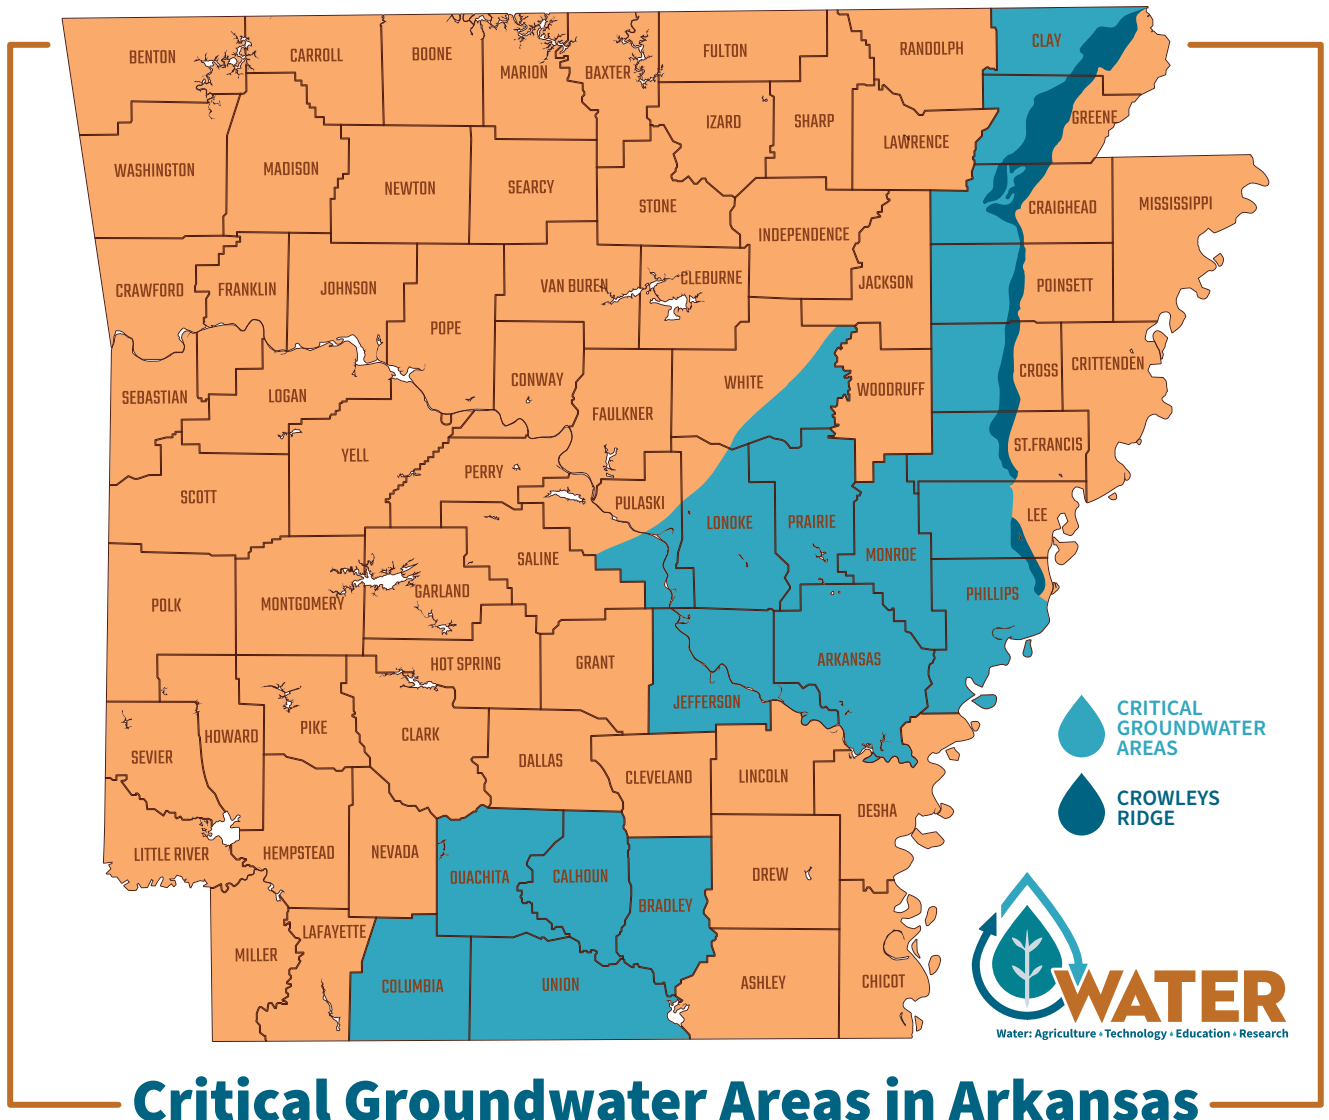 BENTON
CARROLL
BOONE
MARION
BAXTER
FULTON
RANDOLPH
CLAY
IZARD
SHARP
LAWRENCE
GREENE
WASHINGTON
MADISON
NEWTON
SEARCY
STONE
INDEPENDENCE
CRAIGHEAD
MISSISSIPPI
CRAWFORD
FRANKLIN
JOHNSON
POPE
VAN BUREN
CLEBURNE
JACKSON
POINSETT
SEBASTIAN
LOGAN
CONWAY
FAULKNER
WHITE
WOODRUFF
CROSS
CRITTENDEN
SCOTT
YELL
PERRY
PULASKI
LONOKE
PRAIRIE
MONROE
ST.FRANCIS
LEE
POLK
MONTGOMERY
GARLAND
SALINE
PHILLIPS
HOT SPRING
GRANT
JEFFERSON
ARKANSAS
SEVIER
HOWARD
PIKE
CLARK
DALLAS
CLEVELAND
LINCOLN
DESHA
LITTLE RIVER
HEMPSTEAD
NEVADA
OUACHITA
CALHOUN
BRADLEY
DREW
MILLER
LAFAYETTE
COLUMBIA
UNION
ASHLEY
CHICOT
CRITICAL
GROUNDWATER
AREAS
CROWLEYS
RIDGE
WATER
Water: Agriculture • Technology • Education • Research
Critical Groundwater Areas in Arkansas